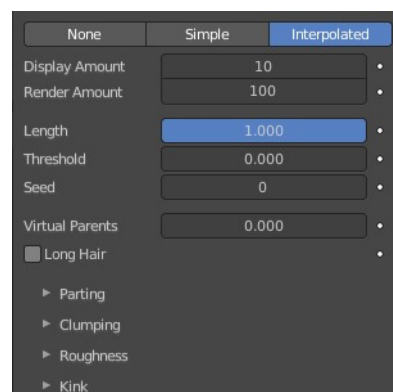 None Simple Interpolated
Display Amount 10
Render Amount 100
Length 1.000
Threshold 0.000
Seed 0
Virtual Parents 0.000
Long Hair
Parting
Clumping
Roughness
Kink